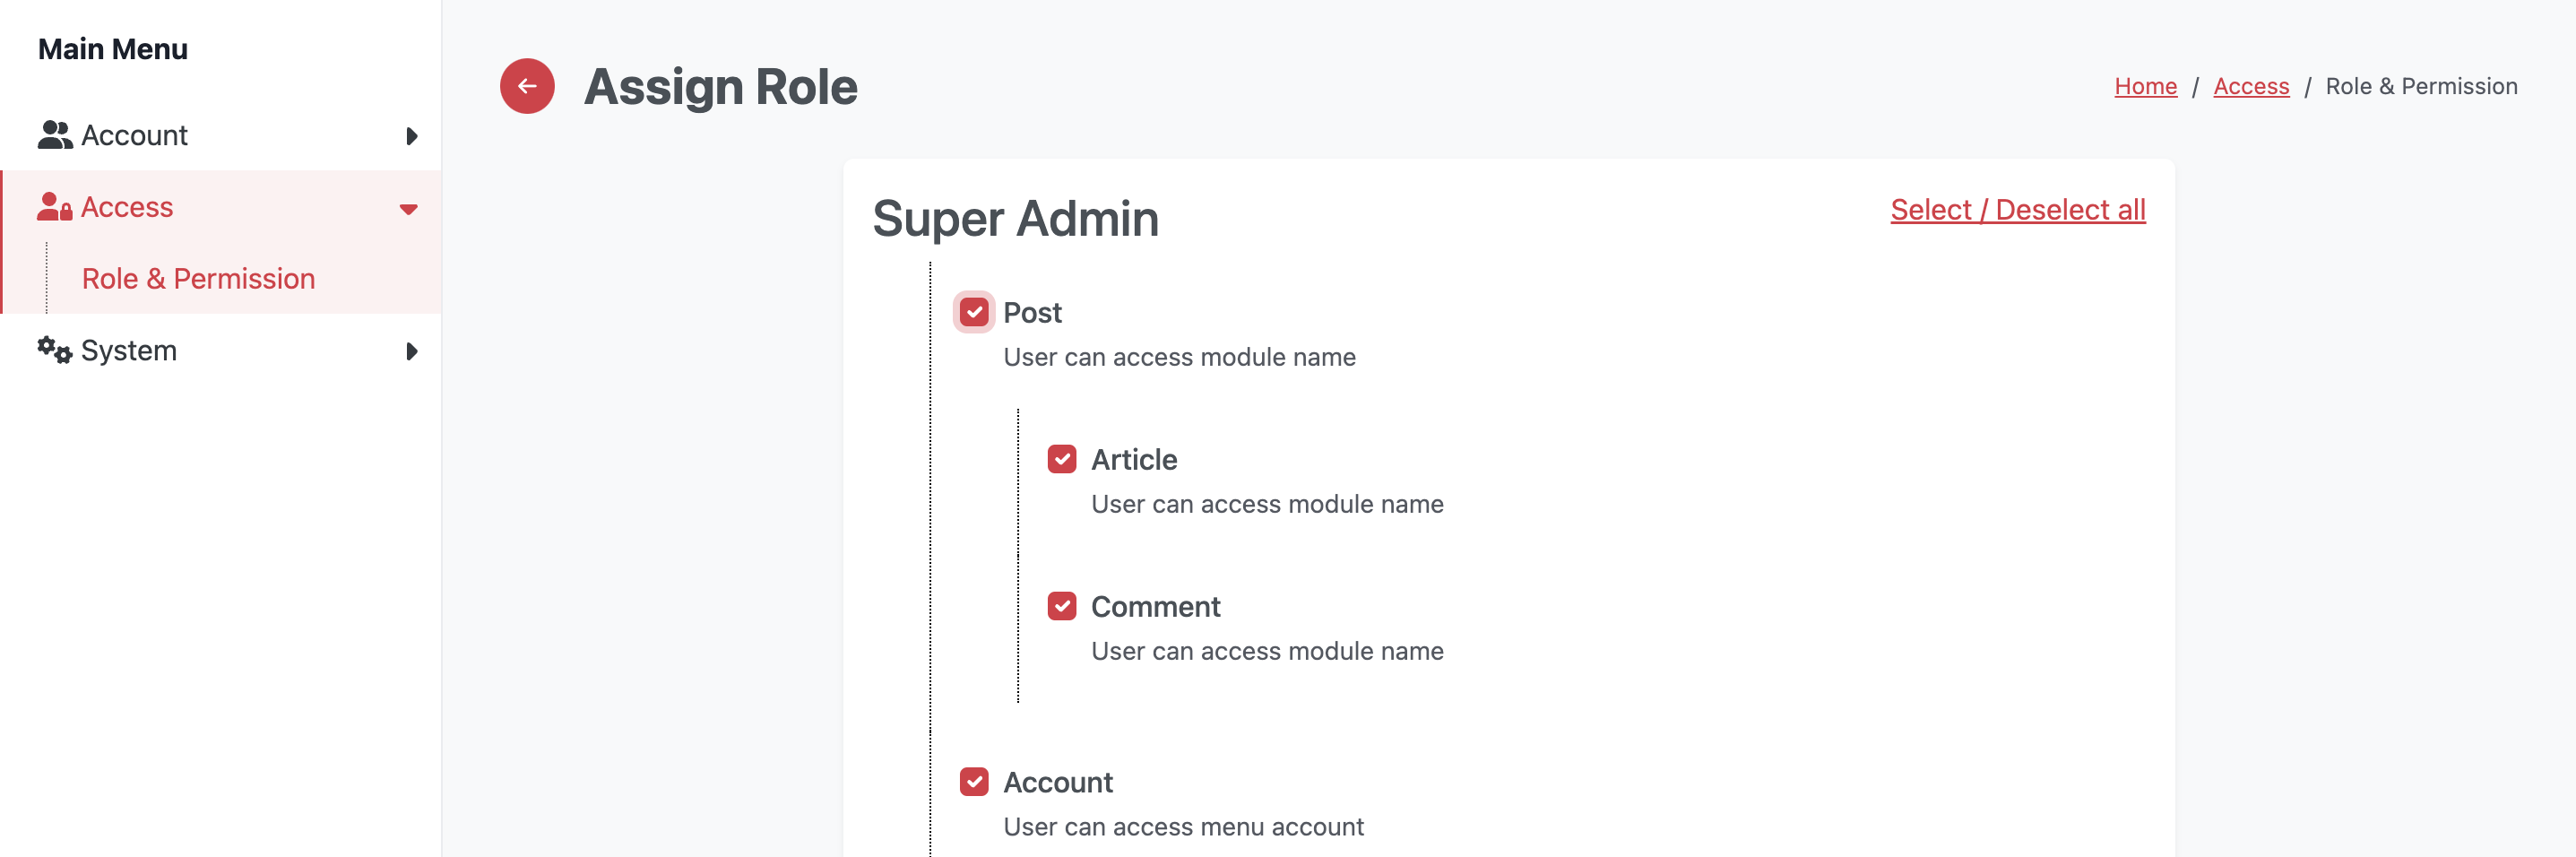 Main Menu
Account
Access
Role & Permission
System
Assign Role
Home / Access / Role & Permission
Super Admin
Select / Deselect all
Post
User can access module name
Article
User can access module name
Comment
User can access module name
Account
User can access menu account